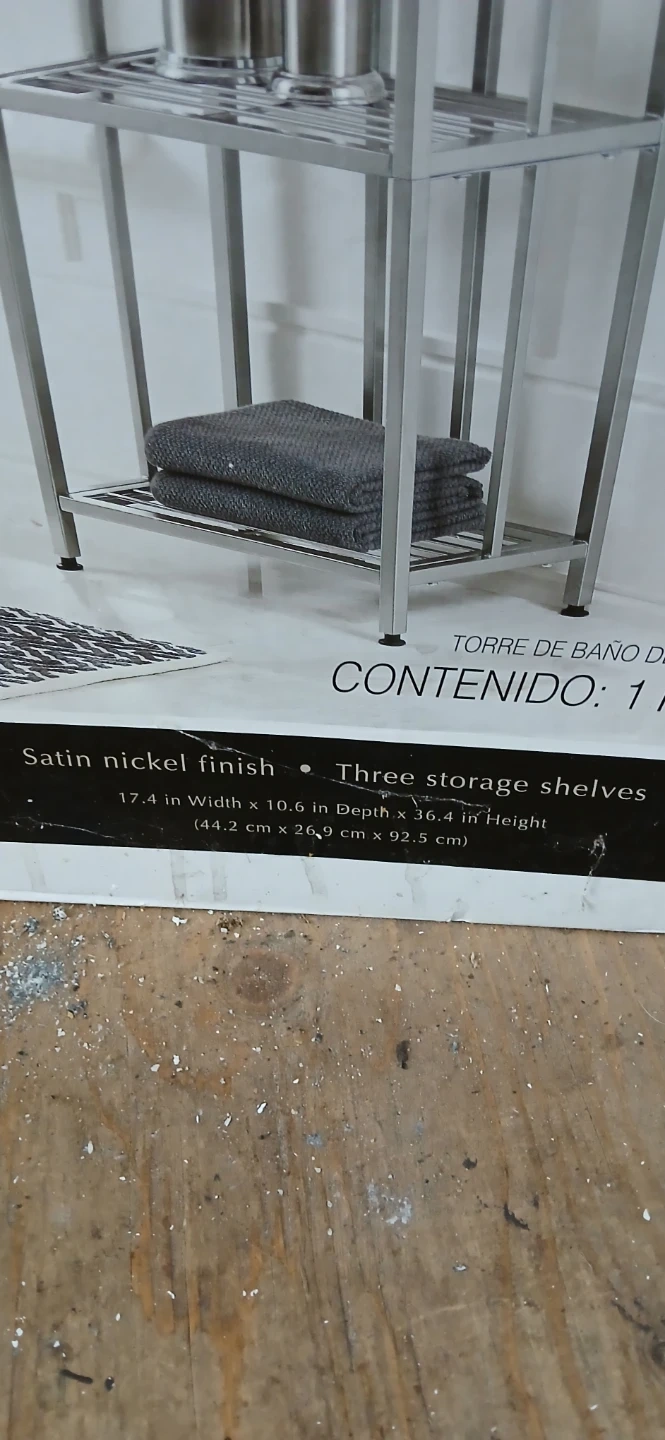 TORRE DE BAÑO
CONTENIDO: 1
Satin nickel finish • Three storage shelves
17.4 in Width x 10.6 in Depth x 36.4 in Height
(44.2 cm x 26.9 cm x 92.5 cm)